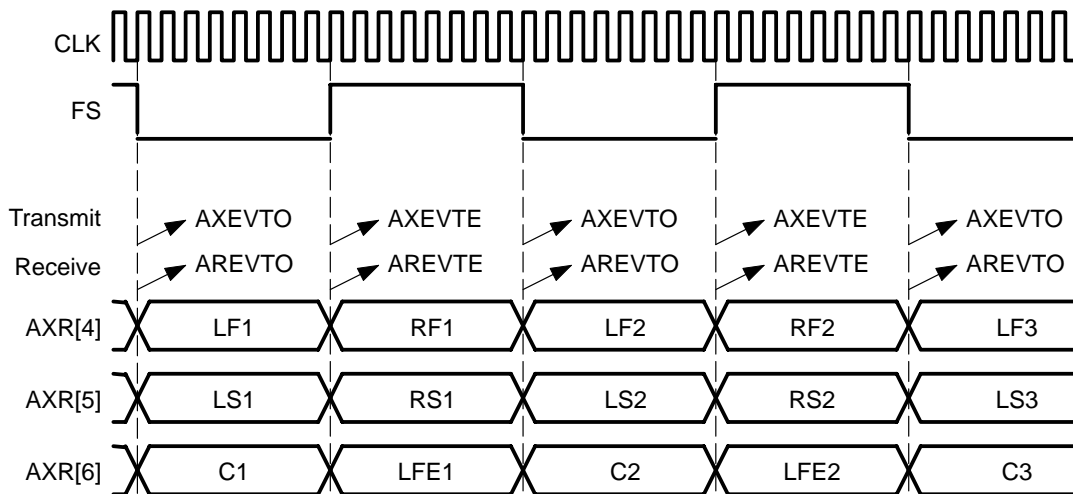 CLK
FS
Transmit AXEVTO AXEVTE AXEVTO AXEVTE AXEVTO
Receive AREVTO AREVTE AREVTO AREVTE AREVTO
AXR[4] LF1 RF1 LF2 RF2 LF3
AXR[5] LS1 RS1 LS2 RS2 LS3
AXR[6] C1 LFE1 C2 LFE2 C3